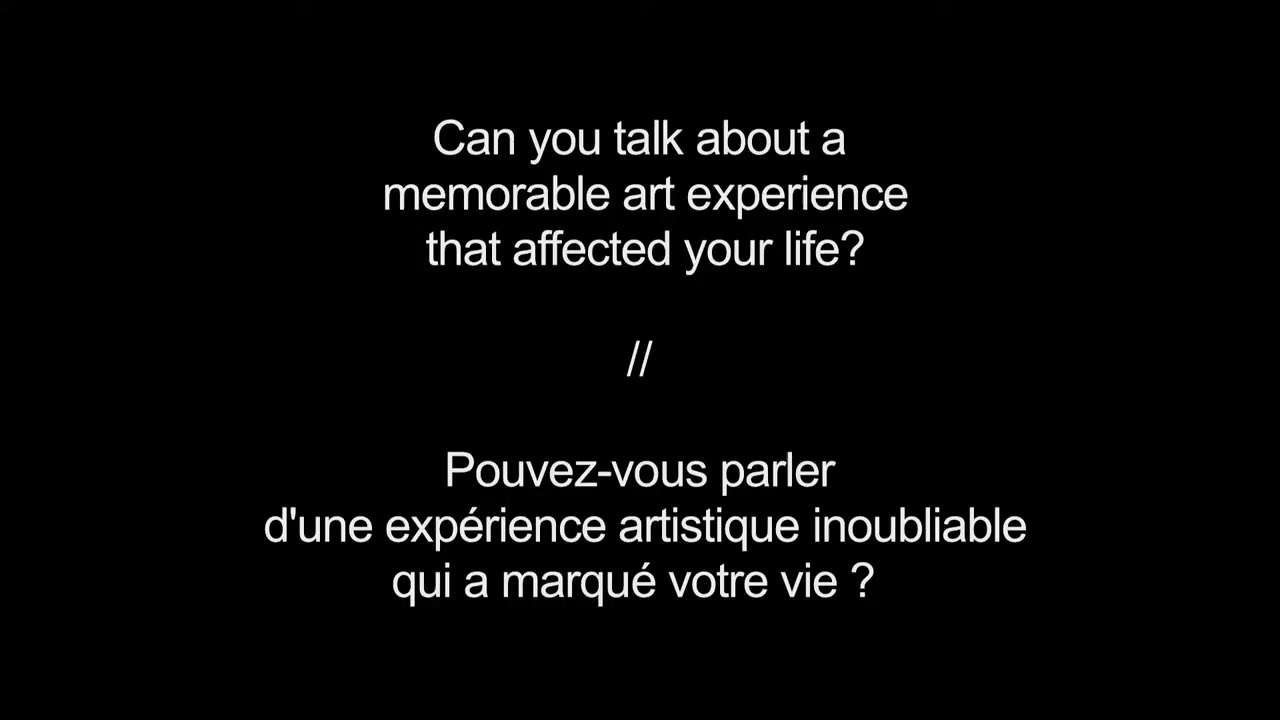 Can you talk about a
memorable art experience
that affected your life?
//
Pouvez-vous parler
d'une expérience artistique inoubliable
qui a marqué votre vie ?